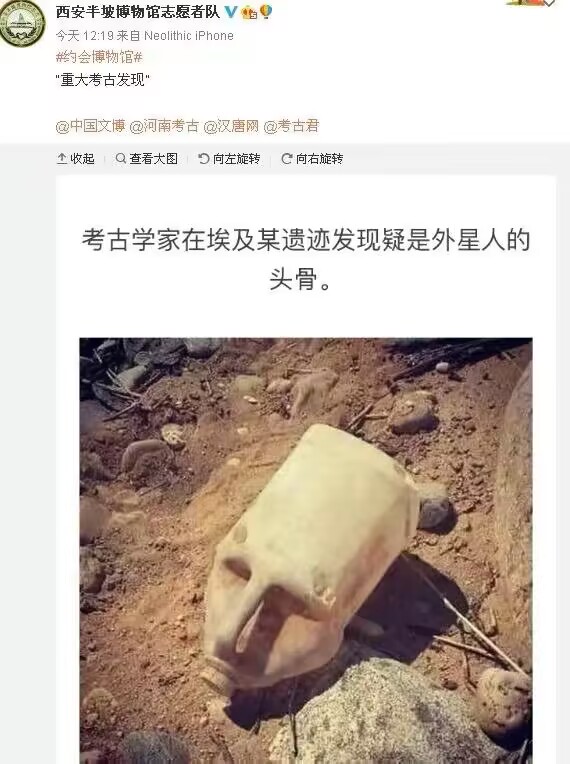 西安半坡博物馆志愿者队
今天 12:19 来自 Neolithic iPhone
#约会博物馆#
"重大考古发现"
@中国文博 @河南考古 @汉唐网 @考古君
收起 查看大图 向左旋转 向右旋转
考古学家在埃及某遗迹发现疑是外星人的
头骨。